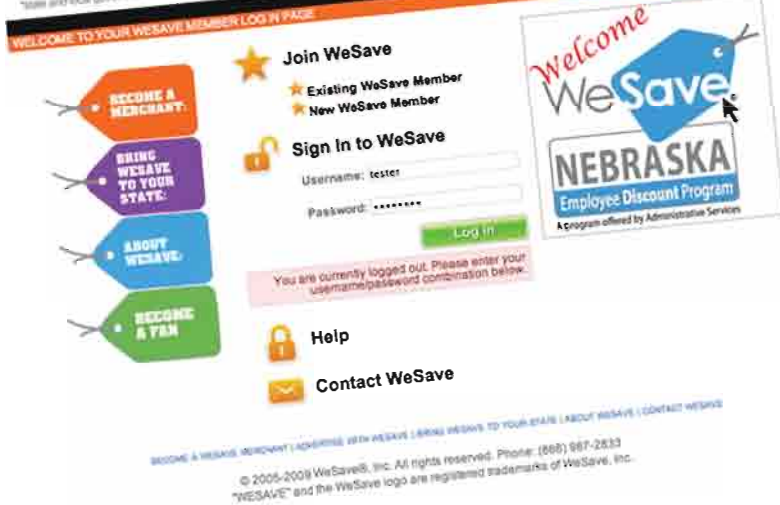 "state and local
WELCOME TO YOUR WESAVE MEMBER LOG IN PAGE
BECOME A
MERCHANT:
BRING
WESAVE
TO YOUR
STATE:
ABOUT
WESAVE:
BECOME
A FAN
Join WeSave
Existing WeSave Member
New WeSave Member
Sign In to WeSave
Username: tester
Password: ••••••••
Log In
You are currently logged out. Please enter your
username/password combination below.
Help
Contact WeSave
Welcome
WeSave
NEBRASKA
Employee Discount Program
A program offered by Administrative Services
BECOME A WESAVE MERCHANT | ADVERTISE WITH WESAVE | BRING WESAVE TO YOUR STATE | ABOUT WESAVE | CONTACT WESAVE
© 2005-2009 WeSave®, Inc. All rights reserved. Phone: (866) 987-2833
"WESAVE" and the WeSave logo are registered trademarks of WeSave, Inc.